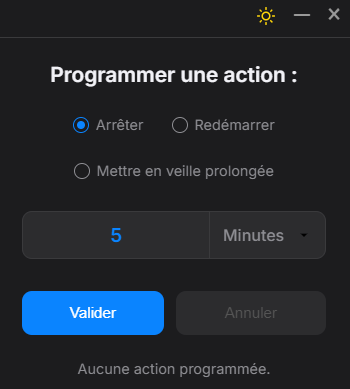 Programmer une action :
Arrêter Redémarrer
Mettre en veille prolongée
5 Minutes
Valider Annuler
Aucune action programmée.